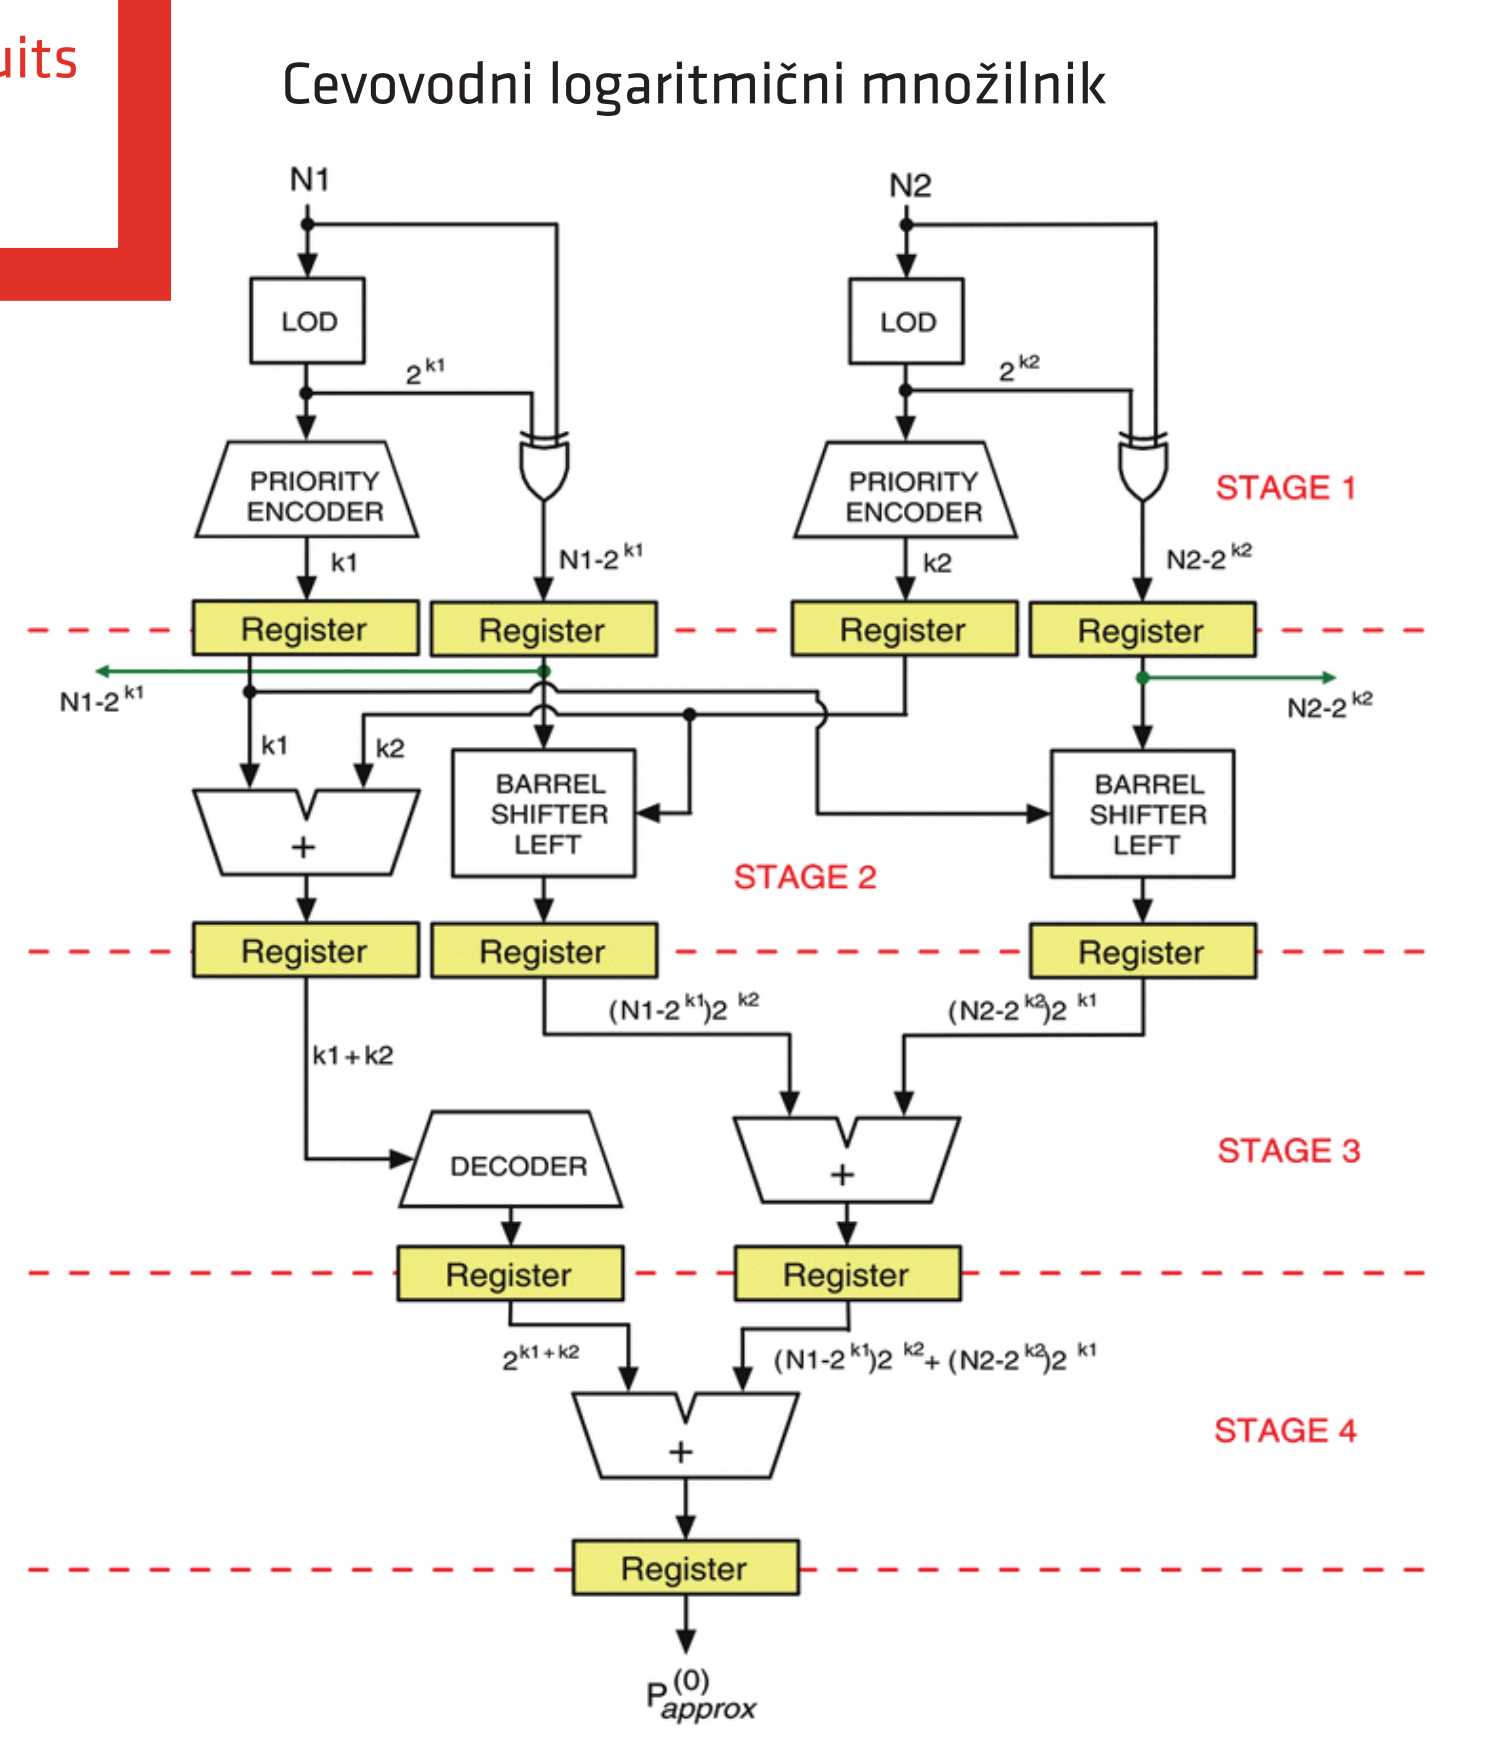 uits
Cevovodni logaritmični množilnik
N1
N2
LOD
LOD
2^k1
2^k2
PRIORITY
ENCODER
PRIORITY
ENCODER
STAGE 1
k1
N1-2^k1
k2
N2-2^k2
Register
Register
Register
Register
N1-2^k1
N2-2^k2
k1
k2
BARREL
SHIFTER
LEFT
BARREL
SHIFTER
LEFT
+
STAGE 2
Register
Register
Register
(N1-2^k1)2^k2
(N2-2^k2)2^k1
k1+k2
DECODER
+
STAGE 3
Register
Register
2^k1+k2
(N1-2^k1)2^k2+(N2-2^k2)2^k1
+
STAGE 4
Register
P(0)approx